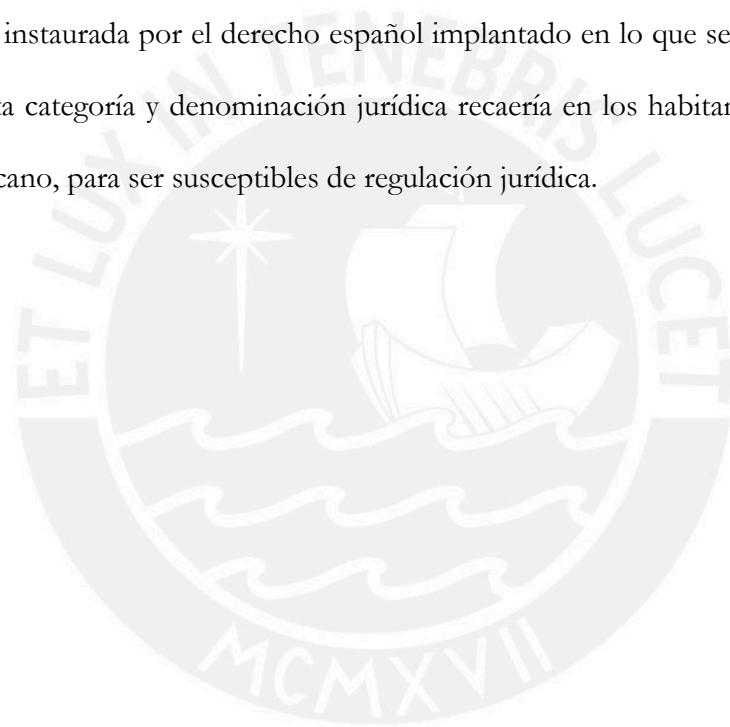 instaurada por el derecho español implantado en lo que se
ta categoría y denominación jurídica recaería en los habitan
cano, para ser susceptibles de regulación jurídica.
ET LUX IN TENEBRIS LUCET
MCMXVII